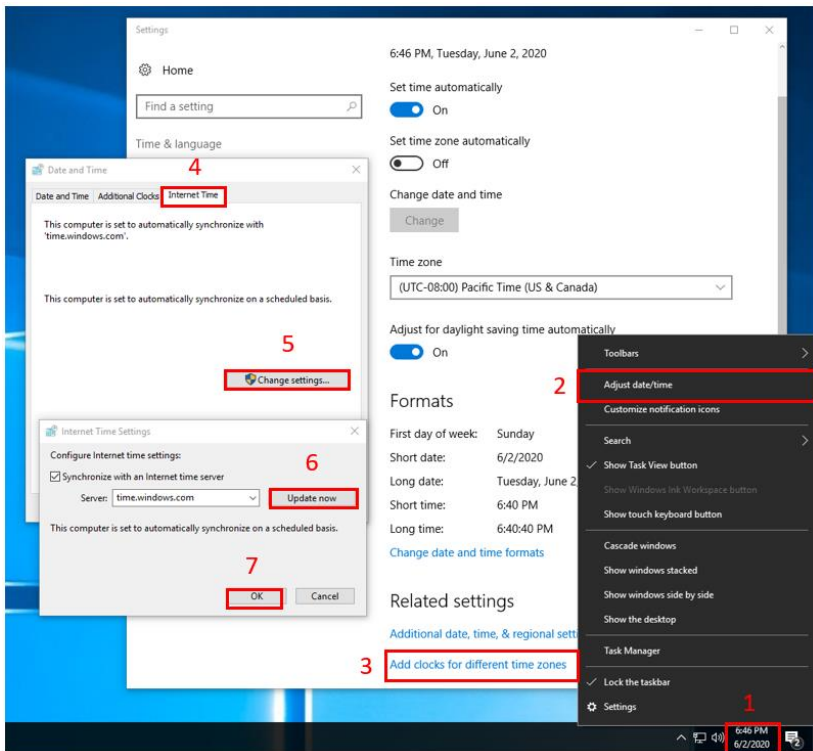 Settings
Home
Find a setting
Time & language
6:46 PM, Tuesday, June 2, 2020
Set time automatically
On
Set time zone automatically
Off
Change date and time
Change
Time zone
(UTC-08:00) Pacific Time (US & Canada)
Adjust for daylight saving time automatically
On
Formats
First day of week: Sunday
Short date: 6/2/2020
Long date: Tuesday, June 2
Short time: 6:40 PM
Long time: 6:40:40 PM
Change date and time formats
Related settings
Additional date, time, & regional setti
3
Add clocks for different time zones
4
Date and Time
Date and Time Additional Clocks Internet Time
This computer is set to automatically synchronize with
'time.windows.com'.
This computer is set to automatically synchronize on a scheduled basis.
5
Change settings...
Internet Time Settings
Configure Internet time settings:
6
Synchronize with an Internet time server
Server: time.windows.com Update now
This computer is set to automatically synchronize on a scheduled basis.
7
OK Cancel
Toolbars
2
Adjust date/time
Customize notification icons
Search
Show Task View button
Show Windows Ink Workspace button
Show touch keyboard button
Cascade windows
Show windows stacked
Show windows side by side
Show the desktop
Task Manager
Lock the taskbar
Settings
1
6:46 PM
6/2/2020
2